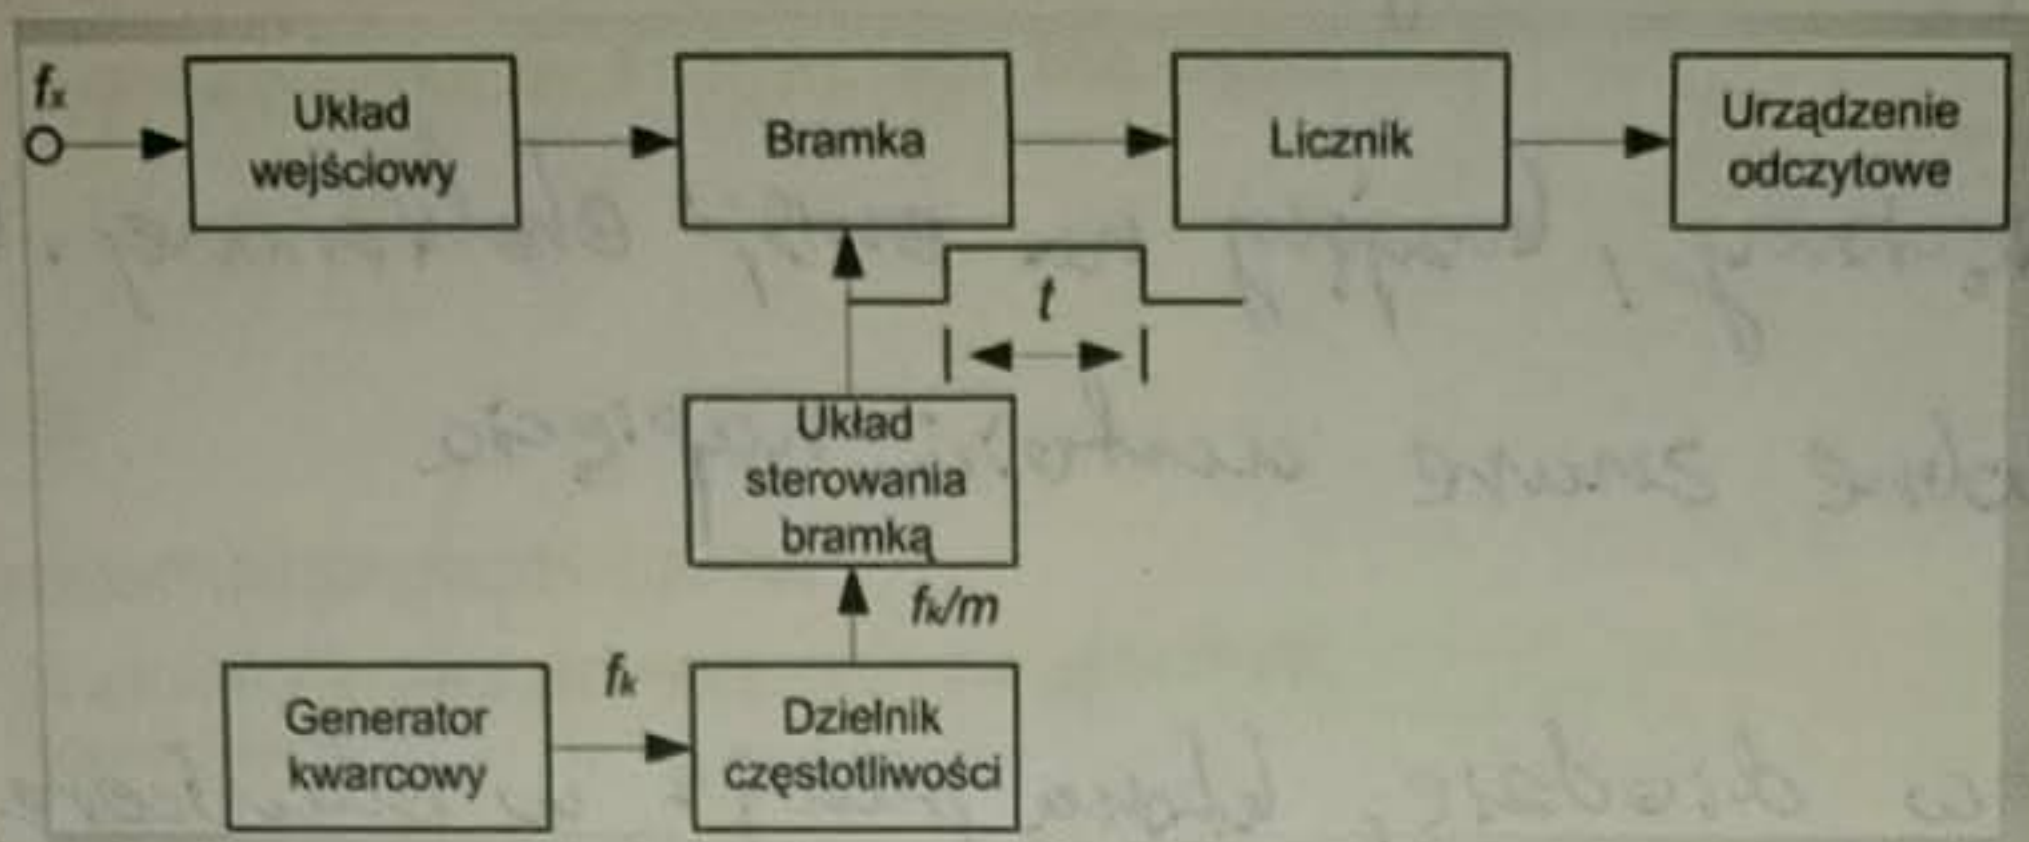 fx
Układ
wejściowy
Bramka
Licznik
Urządzenie
odczytowe
t
Układ
sterowania
bramką
fk/m
Generator
kwarcowy
fk
Dzielnik
częstotliwości